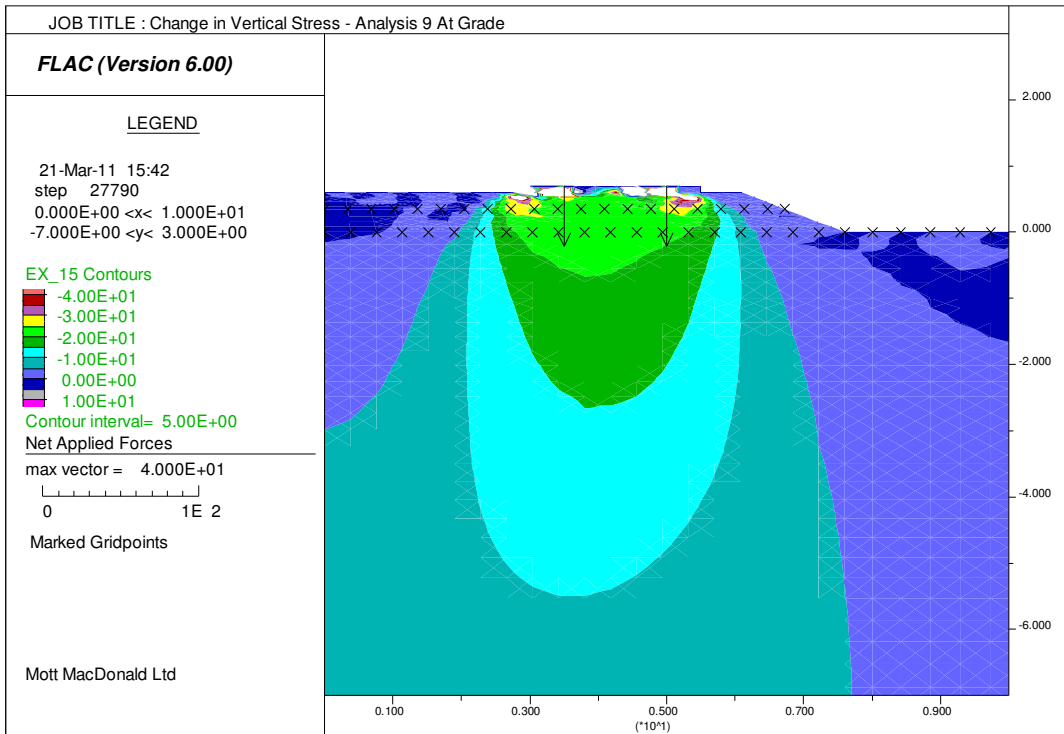 JOB TITLE : Change in Vertical Stress - Analysis 9 At Grade
FLAC (Version 6.00)
LEGEND
21-Mar-11 15:42
step 27790
0.000E+00 <x< 1.000E+01
-7.000E+00 <y< 3.000E+00
EX_15 Contours
-4.00E+01
-3.00E+01
-2.00E+01
-1.00E+01
0.00E+00
1.00E+01
Contour interval= 5.00E+00
Net Applied Forces
max vector = 4.000E+01
0 1E 2
Marked Gridpoints
Mott MacDonald Ltd
2.000
0.000
-2.000
-4.000
-6.000
0.100 0.300 0.500 0.700 0.900
(*10^1)